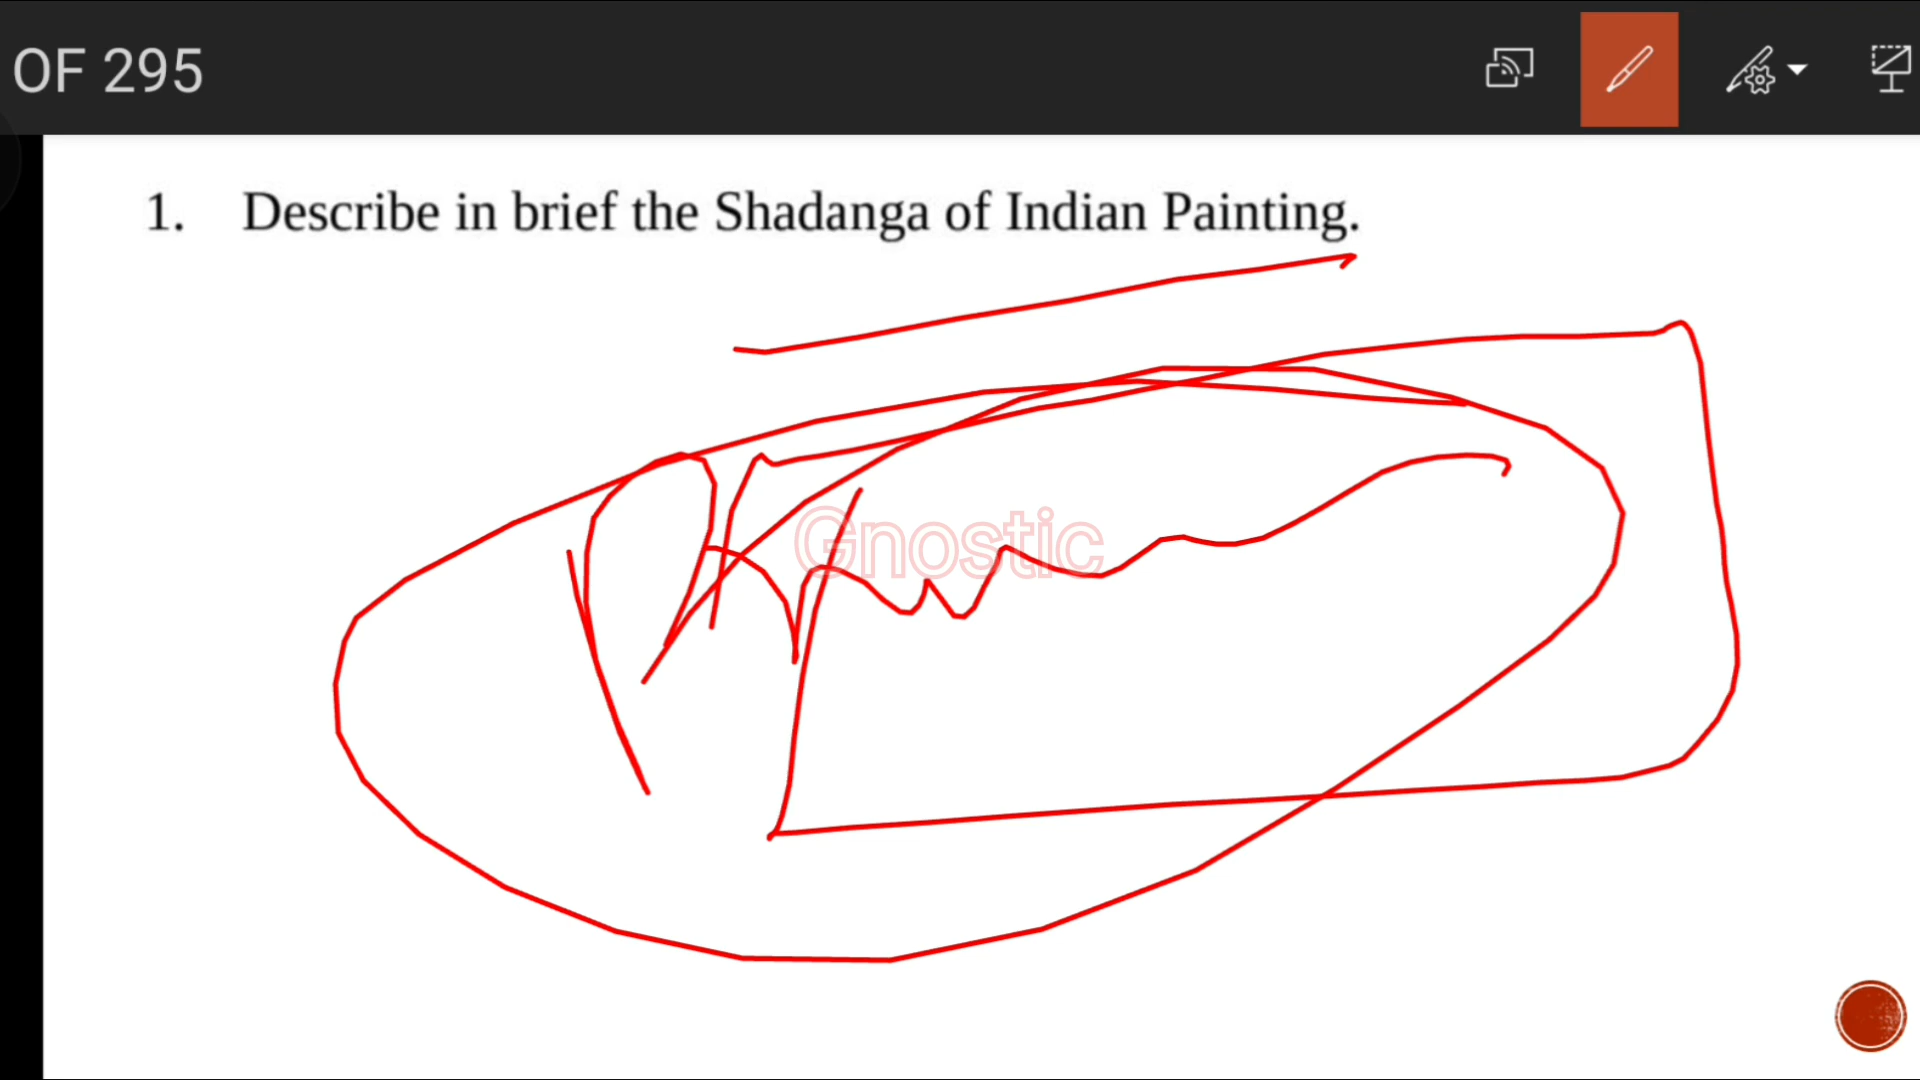 OF 295
1. Describe in brief the Shadanga of Indian Painting.
Gnostic